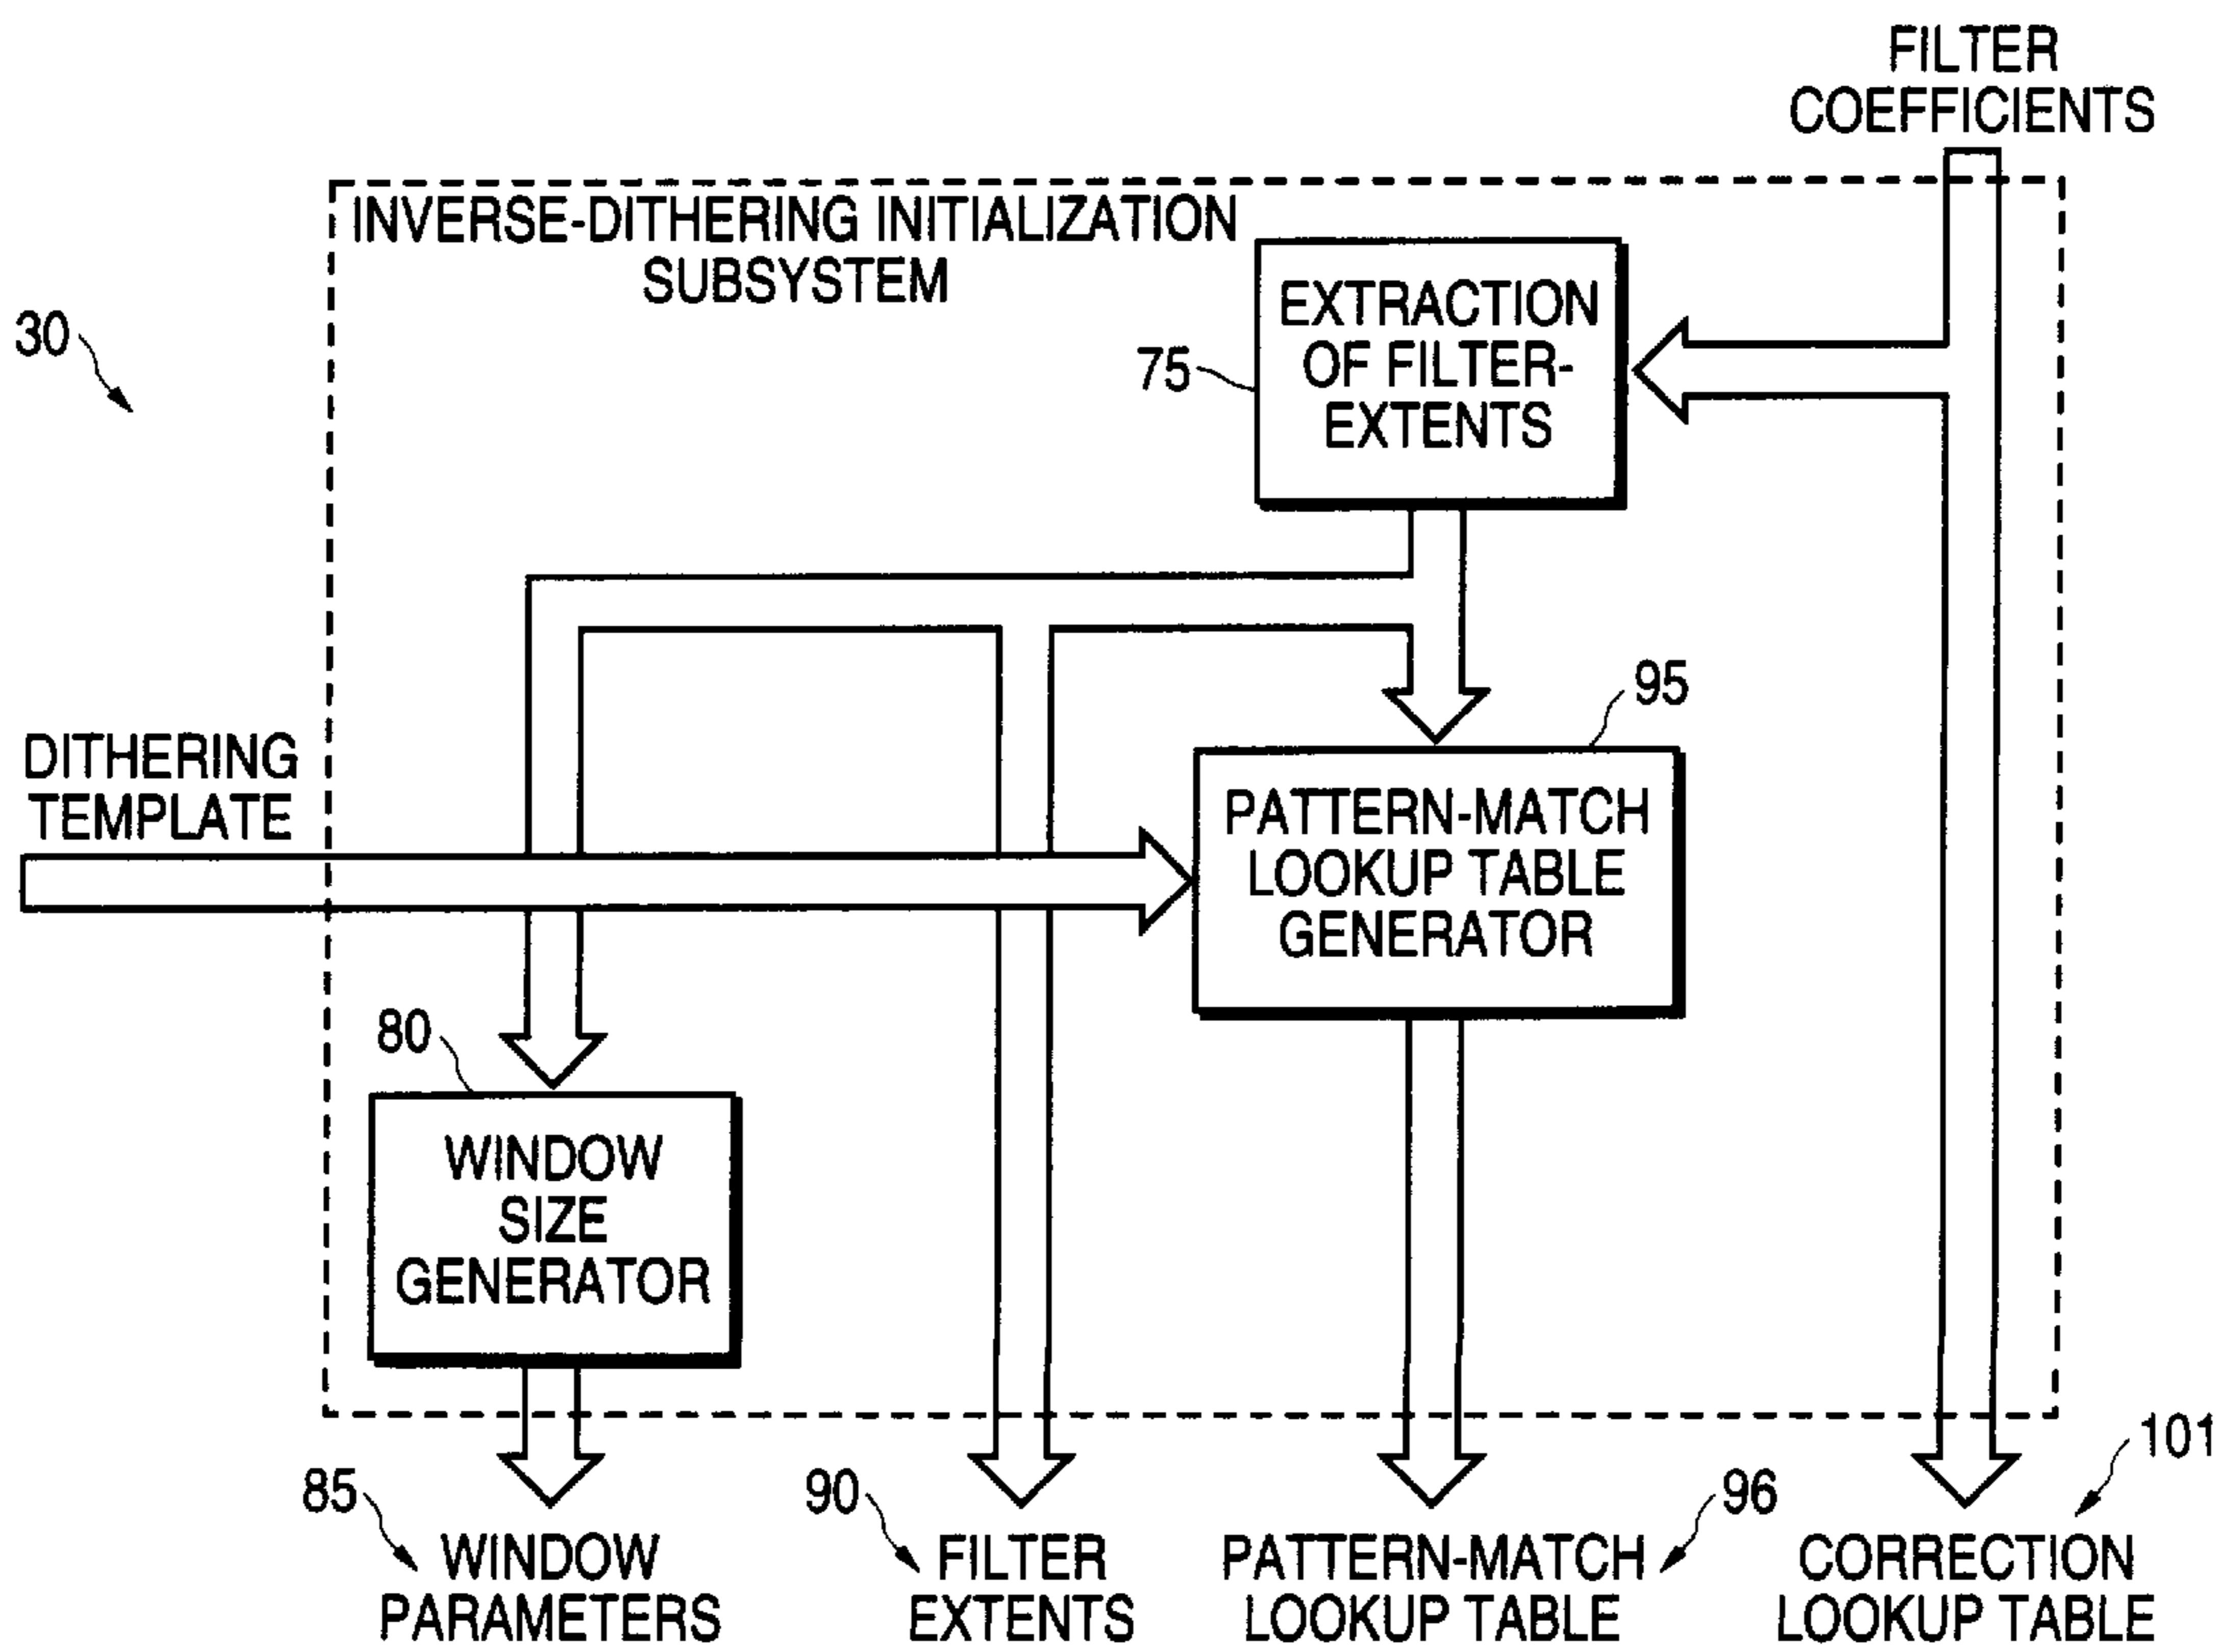 FILTER
COEFFICIENTS
INVERSE-DITHERING INITIALIZATION
SUBSYSTEM
30
75
EXTRACTION
OF FILTER-
EXTENTS
95
DITHERING
TEMPLATE
PATTERN-MATCH
LOOKUP TABLE
GENERATOR
80
WINDOW
SIZE
GENERATOR
85
WINDOW
PARAMETERS
90
FILTER
EXTENTS
96
PATTERN-MATCH
LOOKUP TABLE
101
CORRECTION
LOOKUP TABLE